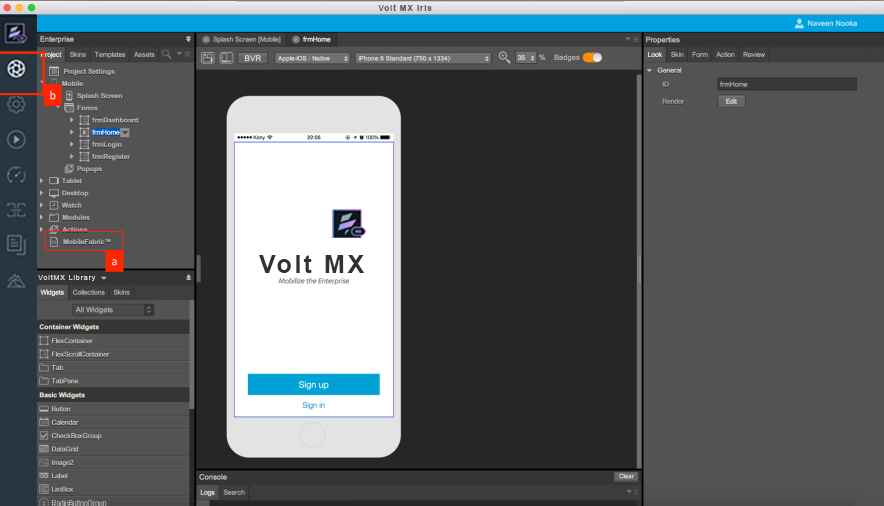 Volt MX Iris
Naveen Nooka
Enterprise
Project Skins Templates Assets
Project Settings
Mobile
Splash Screen
Forms
frmDashboard
frmHome
frmLogin
frmRegister
Popups
Tablet
Desktop
Watch
Modules
Actions
MobileFabric™
b
a
VoltMX Library
Widgets Collections Skins
All Widgets
Container Widgets
FlexContainer
FlexScrollContainer
Tab
TabPane
Basic Widgets
Button
Calendar
CheckBoxGroup
DataGrid
Image2
Label
ListBox
RadioButtonGroup
Splash Screen [Mobile] frmHome
BVR Apple-iOS : Native iPhone 6 Standard (750 x 1334) 35 % Badges
Kony 22:05 100%
Volt MX
Mobilize the Enterprise
Sign up
Sign in
Console Clear
Logs Search
Properties
Look Skin Form Action Review
General
ID frmHome
Render Edit